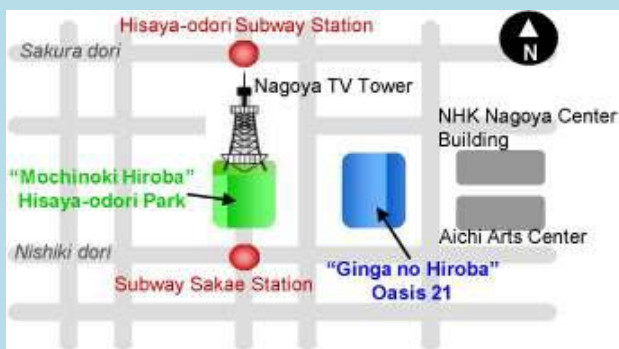 Hisaya-odori Subway Station
Sakura dori
N
Nagoya TV Tower
NHK Nagoya Center
Building
"Mochinoki Hiroba"
Hisaya-odori Park
Aichi Arts Center
Nishiki dori
"Ginga no Hiroba"
Oasis 21
Subway Sakae Station